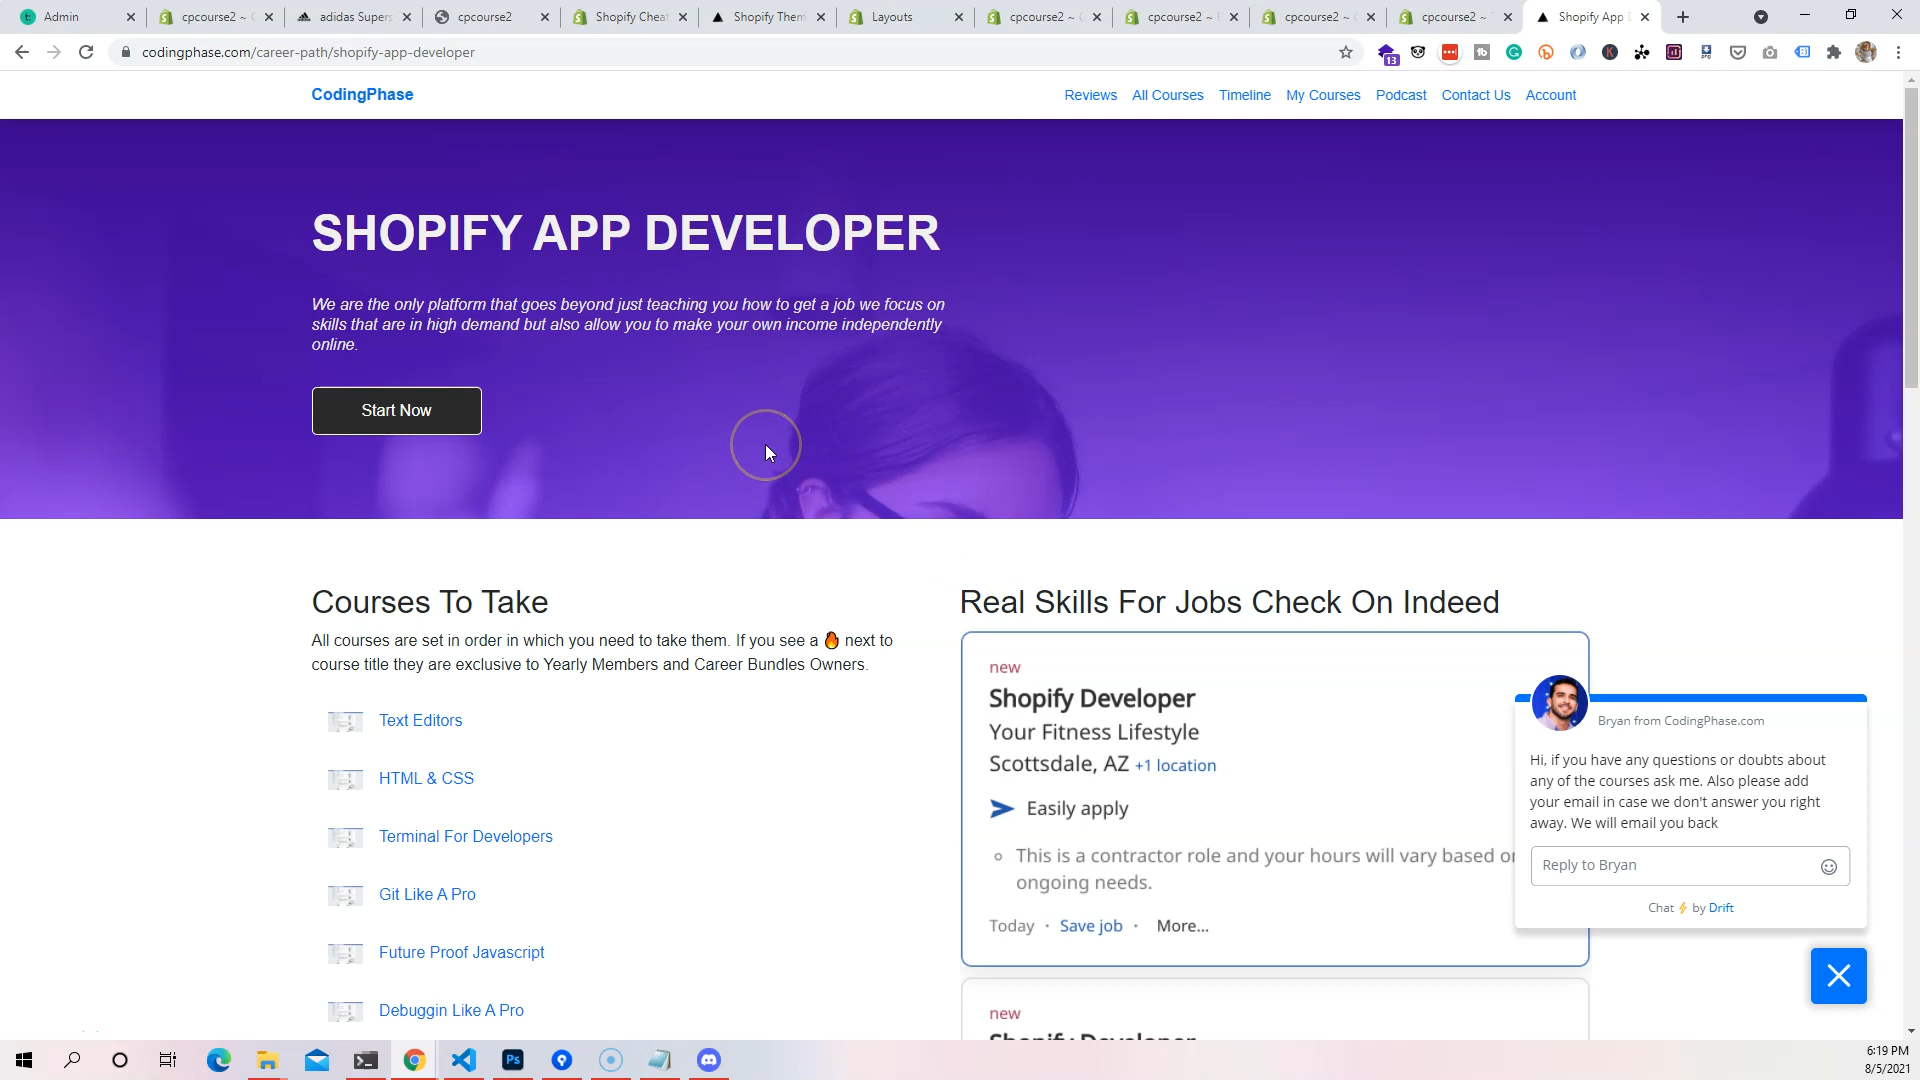 Admin
cpcourse2 ~
adidas Supers
cpcourse2
Shopify Cheat
Shopify Them
Layouts
cpcourse2 ~
cpcourse2 ~
cpcourse2 ~
cpcourse2 ~
Shopify App
codingphase.com/career-path/shopify-app-developer
13
CodingPhase
Reviews All Courses Timeline My Courses Podcast Contact Us Account
SHOPIFY APP DEVELOPER
We are the only platform that goes beyond just teaching you how to get a job we focus on
skills that are in high demand but also allow you to make your own income independently
online.
Start Now
Courses To Take
All courses are set in order in which you need to take them. If you see a 🔥 next to
course title they are exclusive to Yearly Members and Career Bundles Owners.
Text Editors
HTML & CSS
Terminal For Developers
Git Like A Pro
Future Proof Javascript
Debuggin Like A Pro
Real Skills For Jobs Check On Indeed
new
Shopify Developer
Your Fitness Lifestyle
Scottsdale, AZ +1 location
Easily apply
This is a contractor role and your hours will vary based
ongoing needs.
Today · Save job · More...
new
Shopify Developer
Bryan from CodingPhase.com
Hi, if you have any questions or doubts about
any of the courses ask me. Also please add
your email in case we don't answer you right
away. We will email you back
Reply to Bryan
Chat ⚡ by Drift
Ps
6:19 PM
8/5/2021